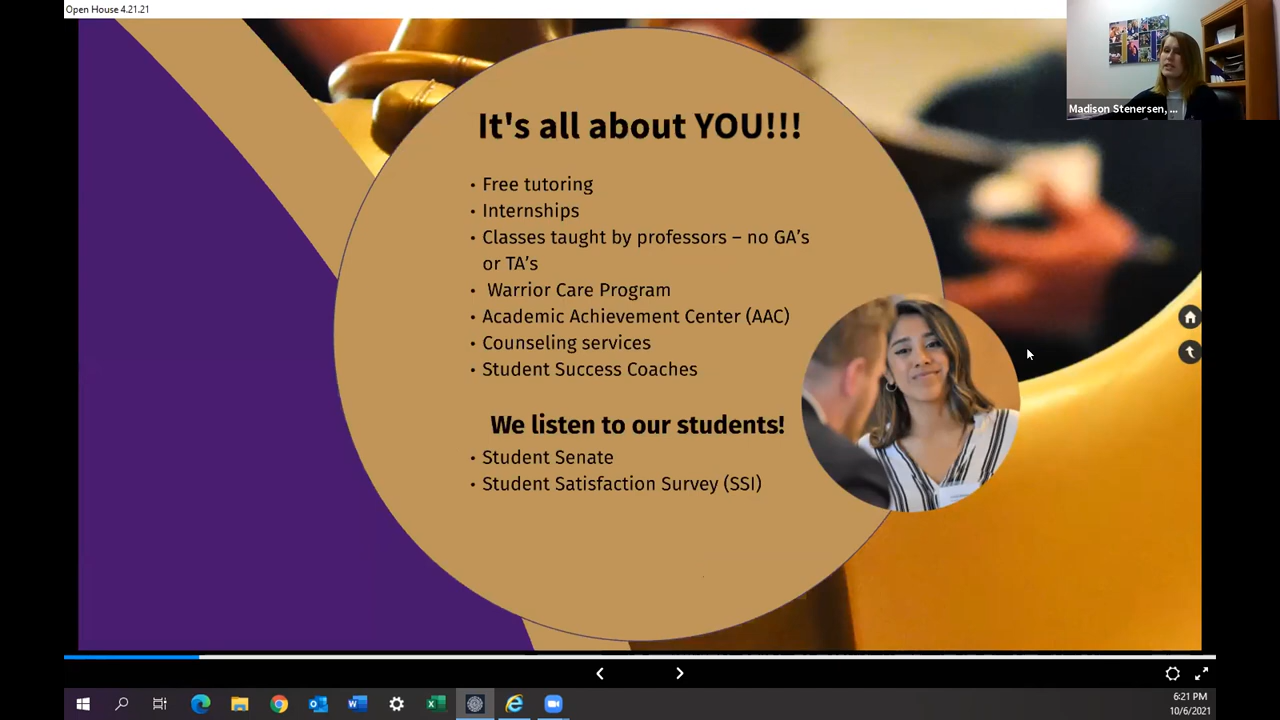 Open House 4.21.21
Madison Stenersen, ...
It's all about YOU!!!
• Free tutoring
• Internships
• Classes taught by professors – no GA's
or TA's
• Warrior Care Program
• Academic Achievement Center (AAC)
• Counseling services
• Student Success Coaches
We listen to our students!
• Student Senate
• Student Satisfaction Survey (SSI)
6:21 PM
10/6/2021